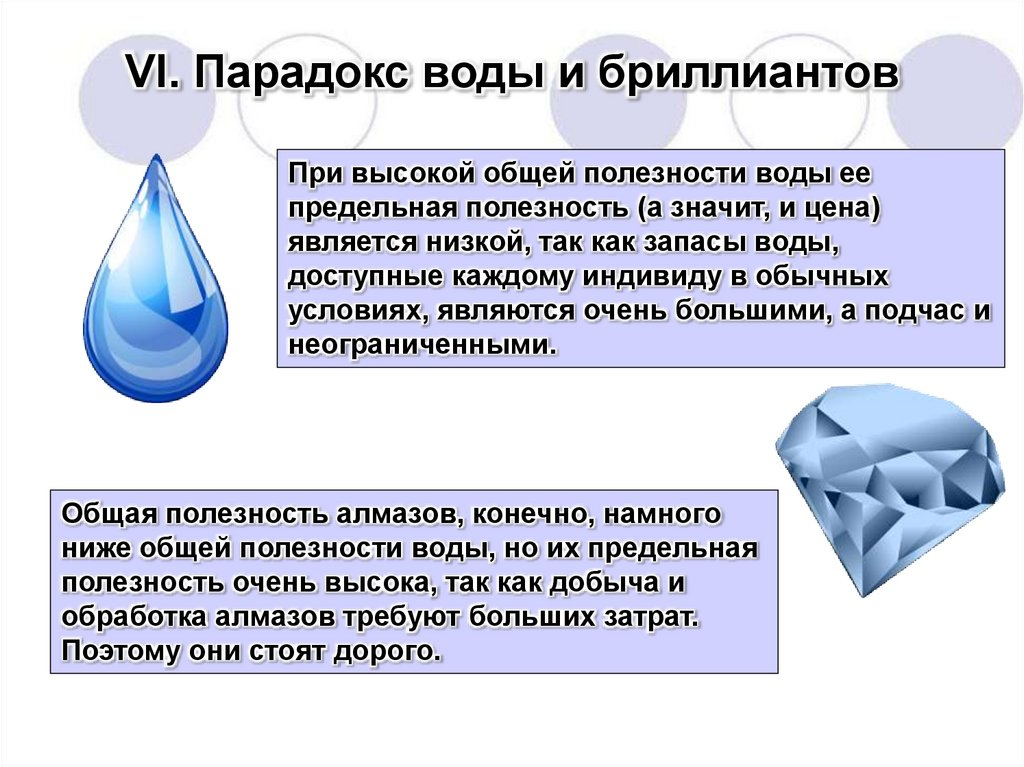 VI. Парадокс воды и бриллиантов
При высокой общей полезности воды ее
предельная полезность (а значит, и цена)
является низкой, так как запасы воды,
доступные каждому индивиду в обычных
условиях, являются очень большими, а подчас и
неограниченными.
Общая полезность алмазов, конечно, намного
ниже общей полезности воды, но их предельная
полезность очень высока, так как добыча и
обработка алмазов требуют больших затрат.
Поэтому они стоят дорого.